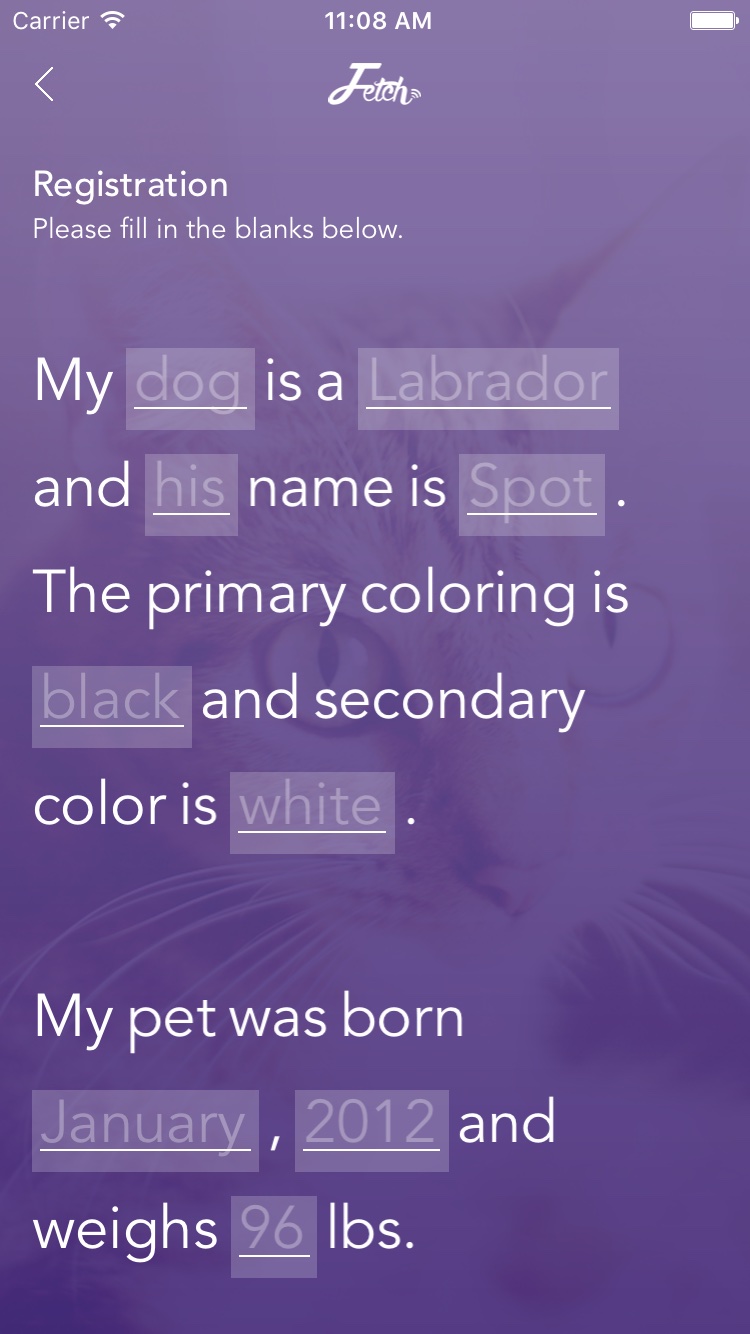 Carrier 11:08 AM
Fetch
Registration
Please fill in the blanks below.
My dog is a Labrador
and his name is Spot .
The primary coloring is
black and secondary
color is white .
My pet was born
January , 2012 and
weighs 96 lbs.